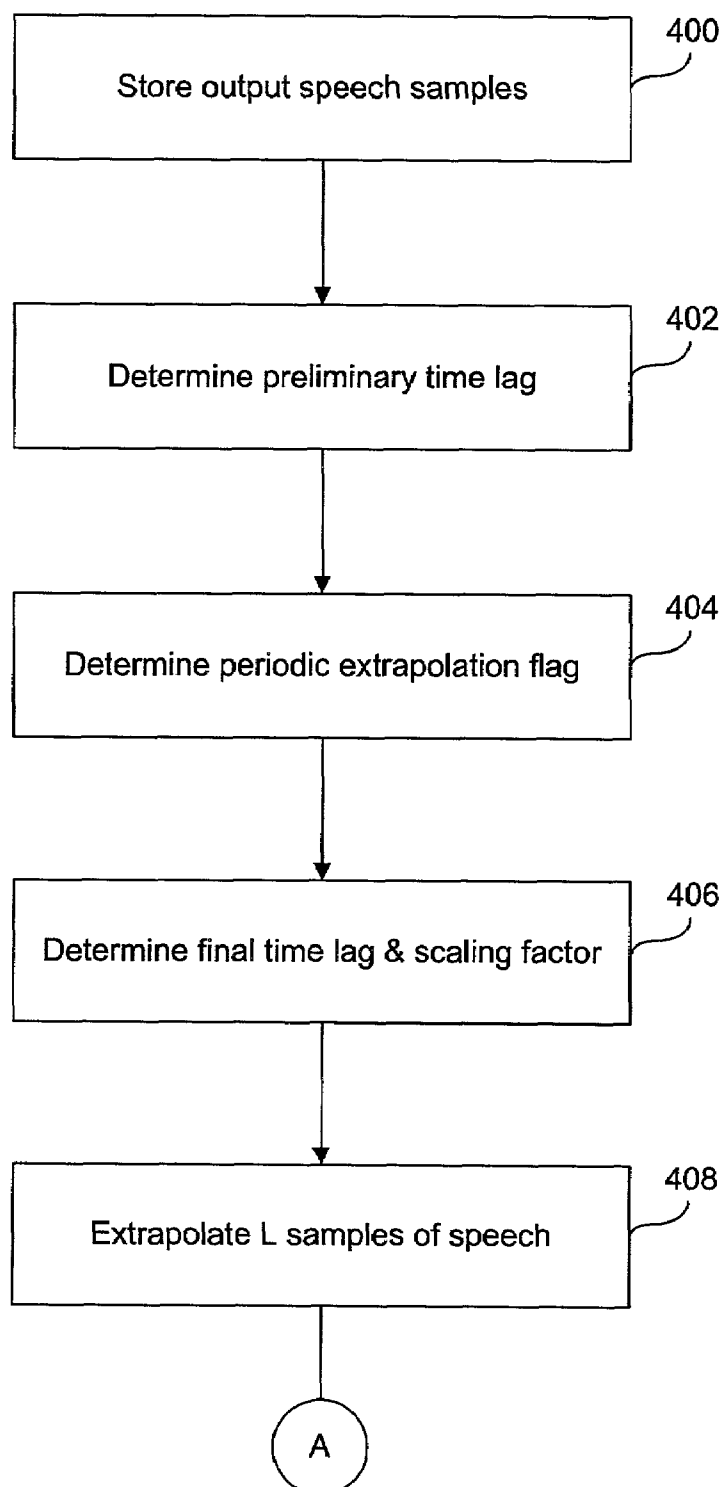 400
Store output speech samples
402
Determine preliminary time lag
404
Determine periodic extrapolation flag
406
Determine final time lag & scaling factor
408
Extrapolate L samples of speech
A